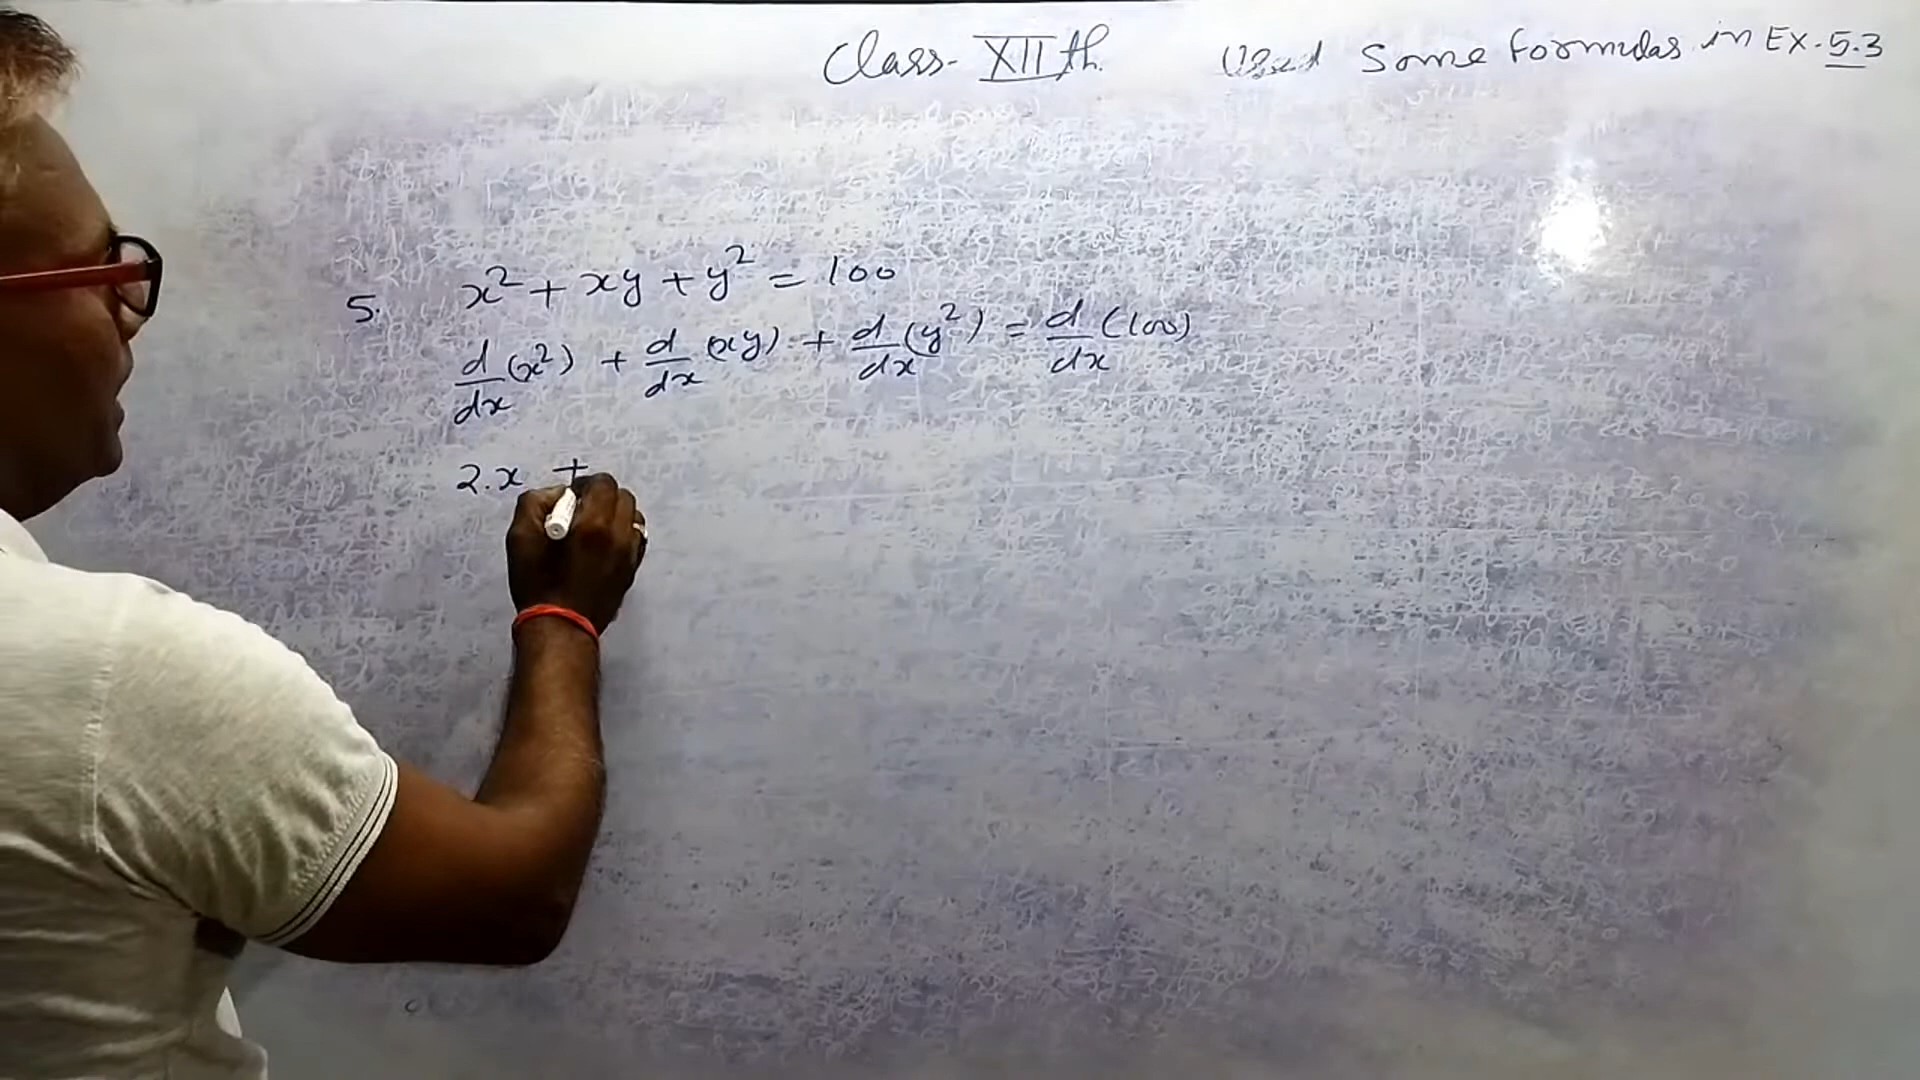 Class- XIIth. Used Some Formulas in EX-5.3
5. x² + xy + y² = 100
d/dx (x²) + d/dx (xy) + d/dx (y²) = d/dx (100)
2.x +